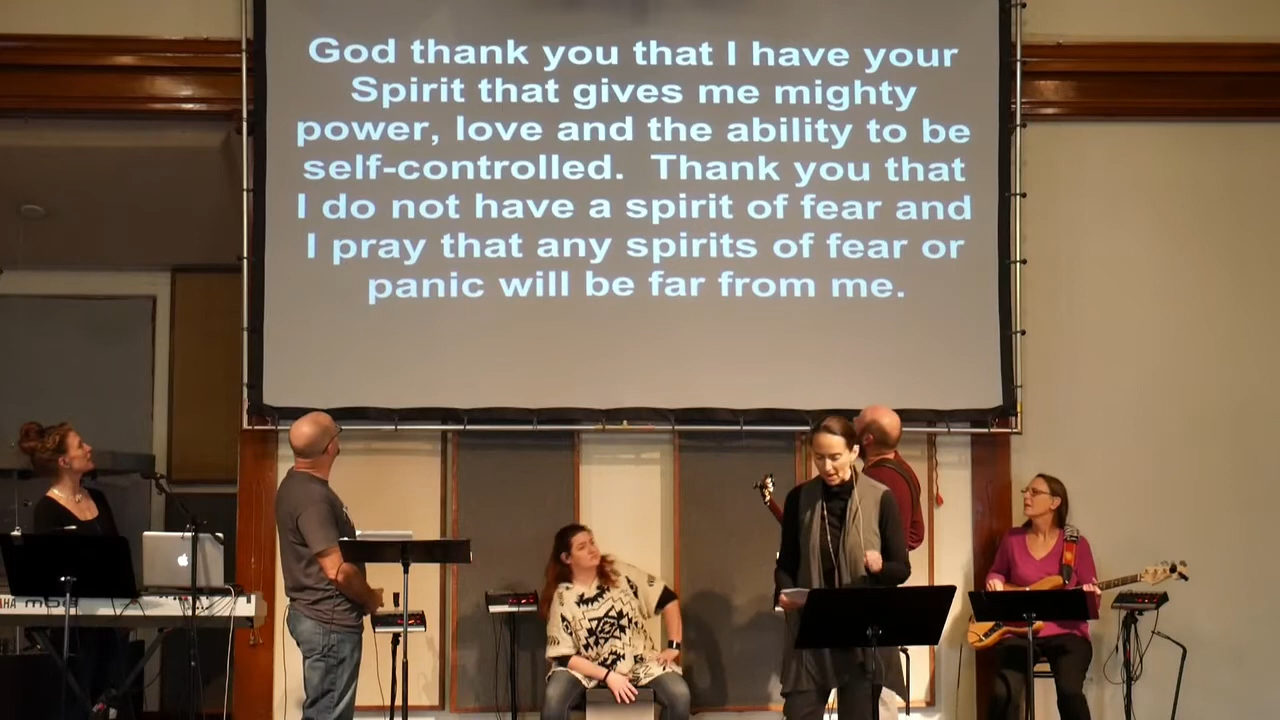 God thank you that I have your
Spirit that gives me mighty
power, love and the ability to be
self-controlled. Thank you that
I do not have a spirit of fear and
I pray that any spirits of fear or
panic will be far from me.